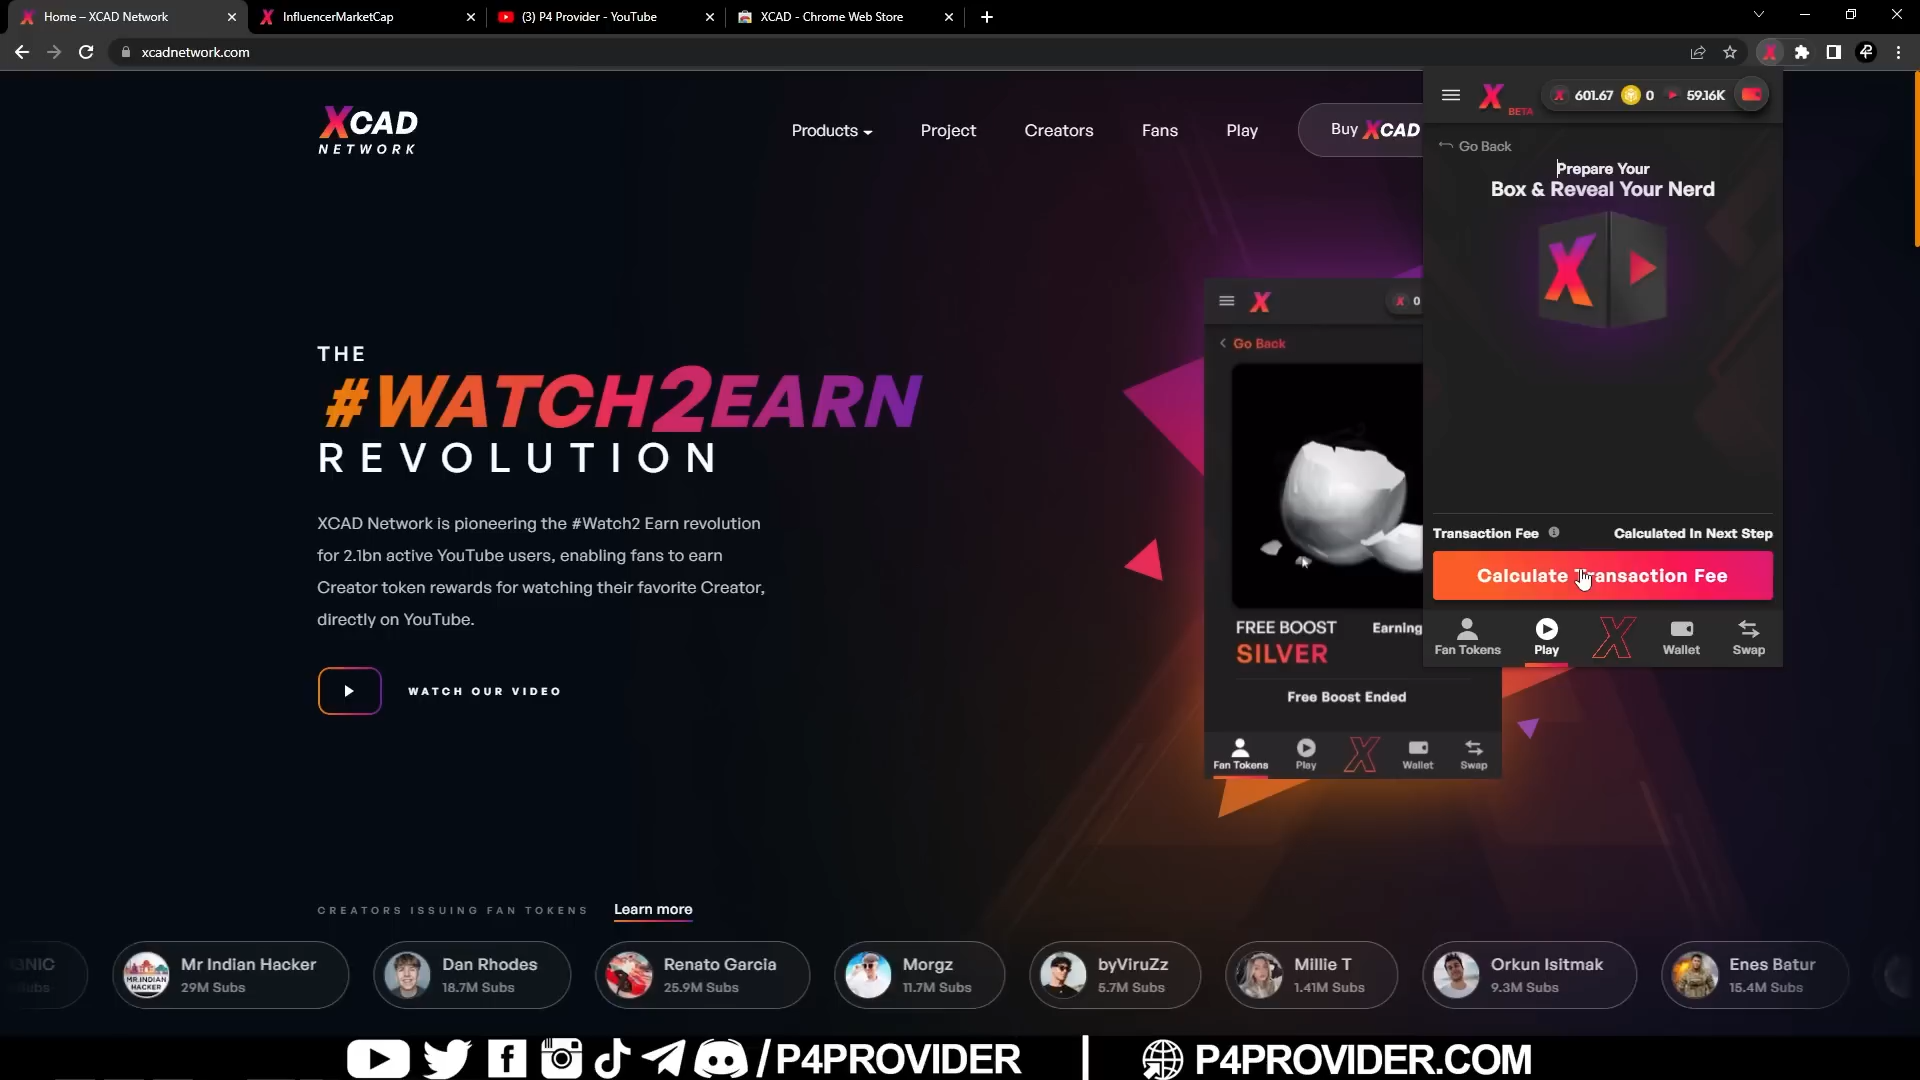 Home – XCAD Network
InfluencerMarketCap
(3) P4 Provider - YouTube
XCAD - Chrome Web Store
xcadnetwork.com
XCAD
NETWORK
Products
Project
Creators
Fans
Play
Buy XCAD
THE
#WATCH2EARN
REVOLUTION
XCAD Network is pioneering the #Watch2 Earn revolution
for 2.1bn active YouTube users, enabling fans to earn
Creator token rewards for watching their favorite Creator,
directly on YouTube.
WATCH OUR VIDEO
X
0
Go Back
FREE BOOST
Earning
SILVER
Free Boost Ended
Fan Tokens
Play
X
Wallet
Swap
X BETA
601.67
0
59.16K
Go Back
Prepare Your
Box & Reveal Your Nerd
X
Transaction Fee
Calculated In Next Step
Calculate Transaction Fee
Fan Tokens
Play
X
Wallet
Swap
CREATORS ISSUING FAN TOKENS
Learn more
Mr Indian Hacker
29M Subs
Dan Rhodes
18.7M Subs
Renato Garcia
25.9M Subs
Morgz
11.7M Subs
byViruZz
5.7M Subs
Millie T
1.41M Subs
Orkun Isitmak
9.3M Subs
Enes Batur
15.4M Subs
/P4PROVIDER | P4PROVIDER.COM